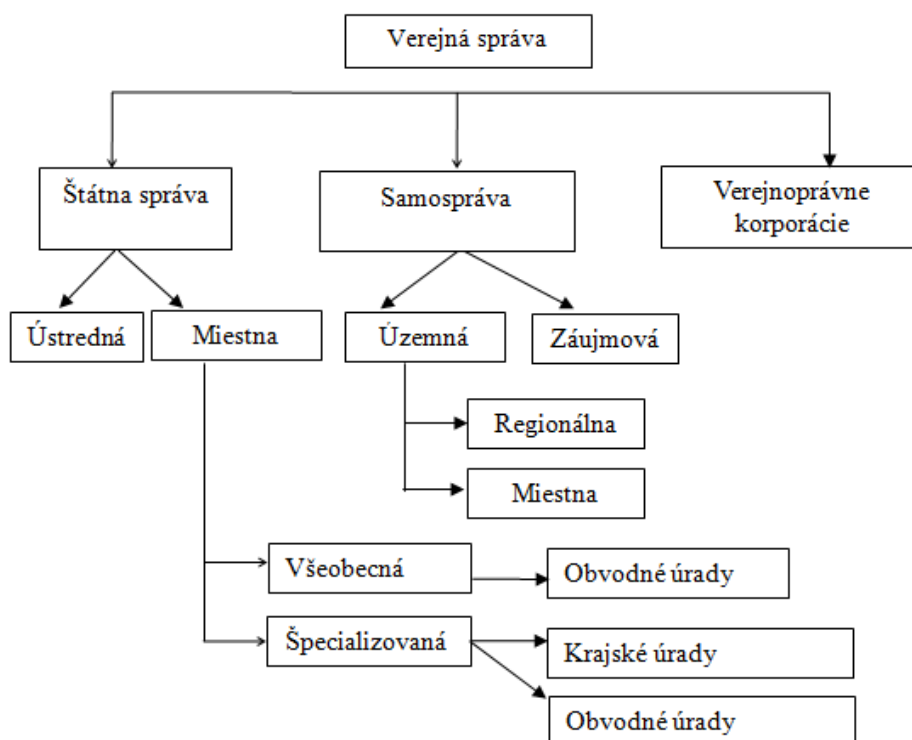 Verejná správa
Štátna správa
Samospráva
Verejnoprávne
korporácie
Ústredná
Miestna
Územná
Záujmová
Regionálna
Miestna
Všeobecná
Obvodné úrady
Špecializovaná
Krajské úrady
Obvodné úrady